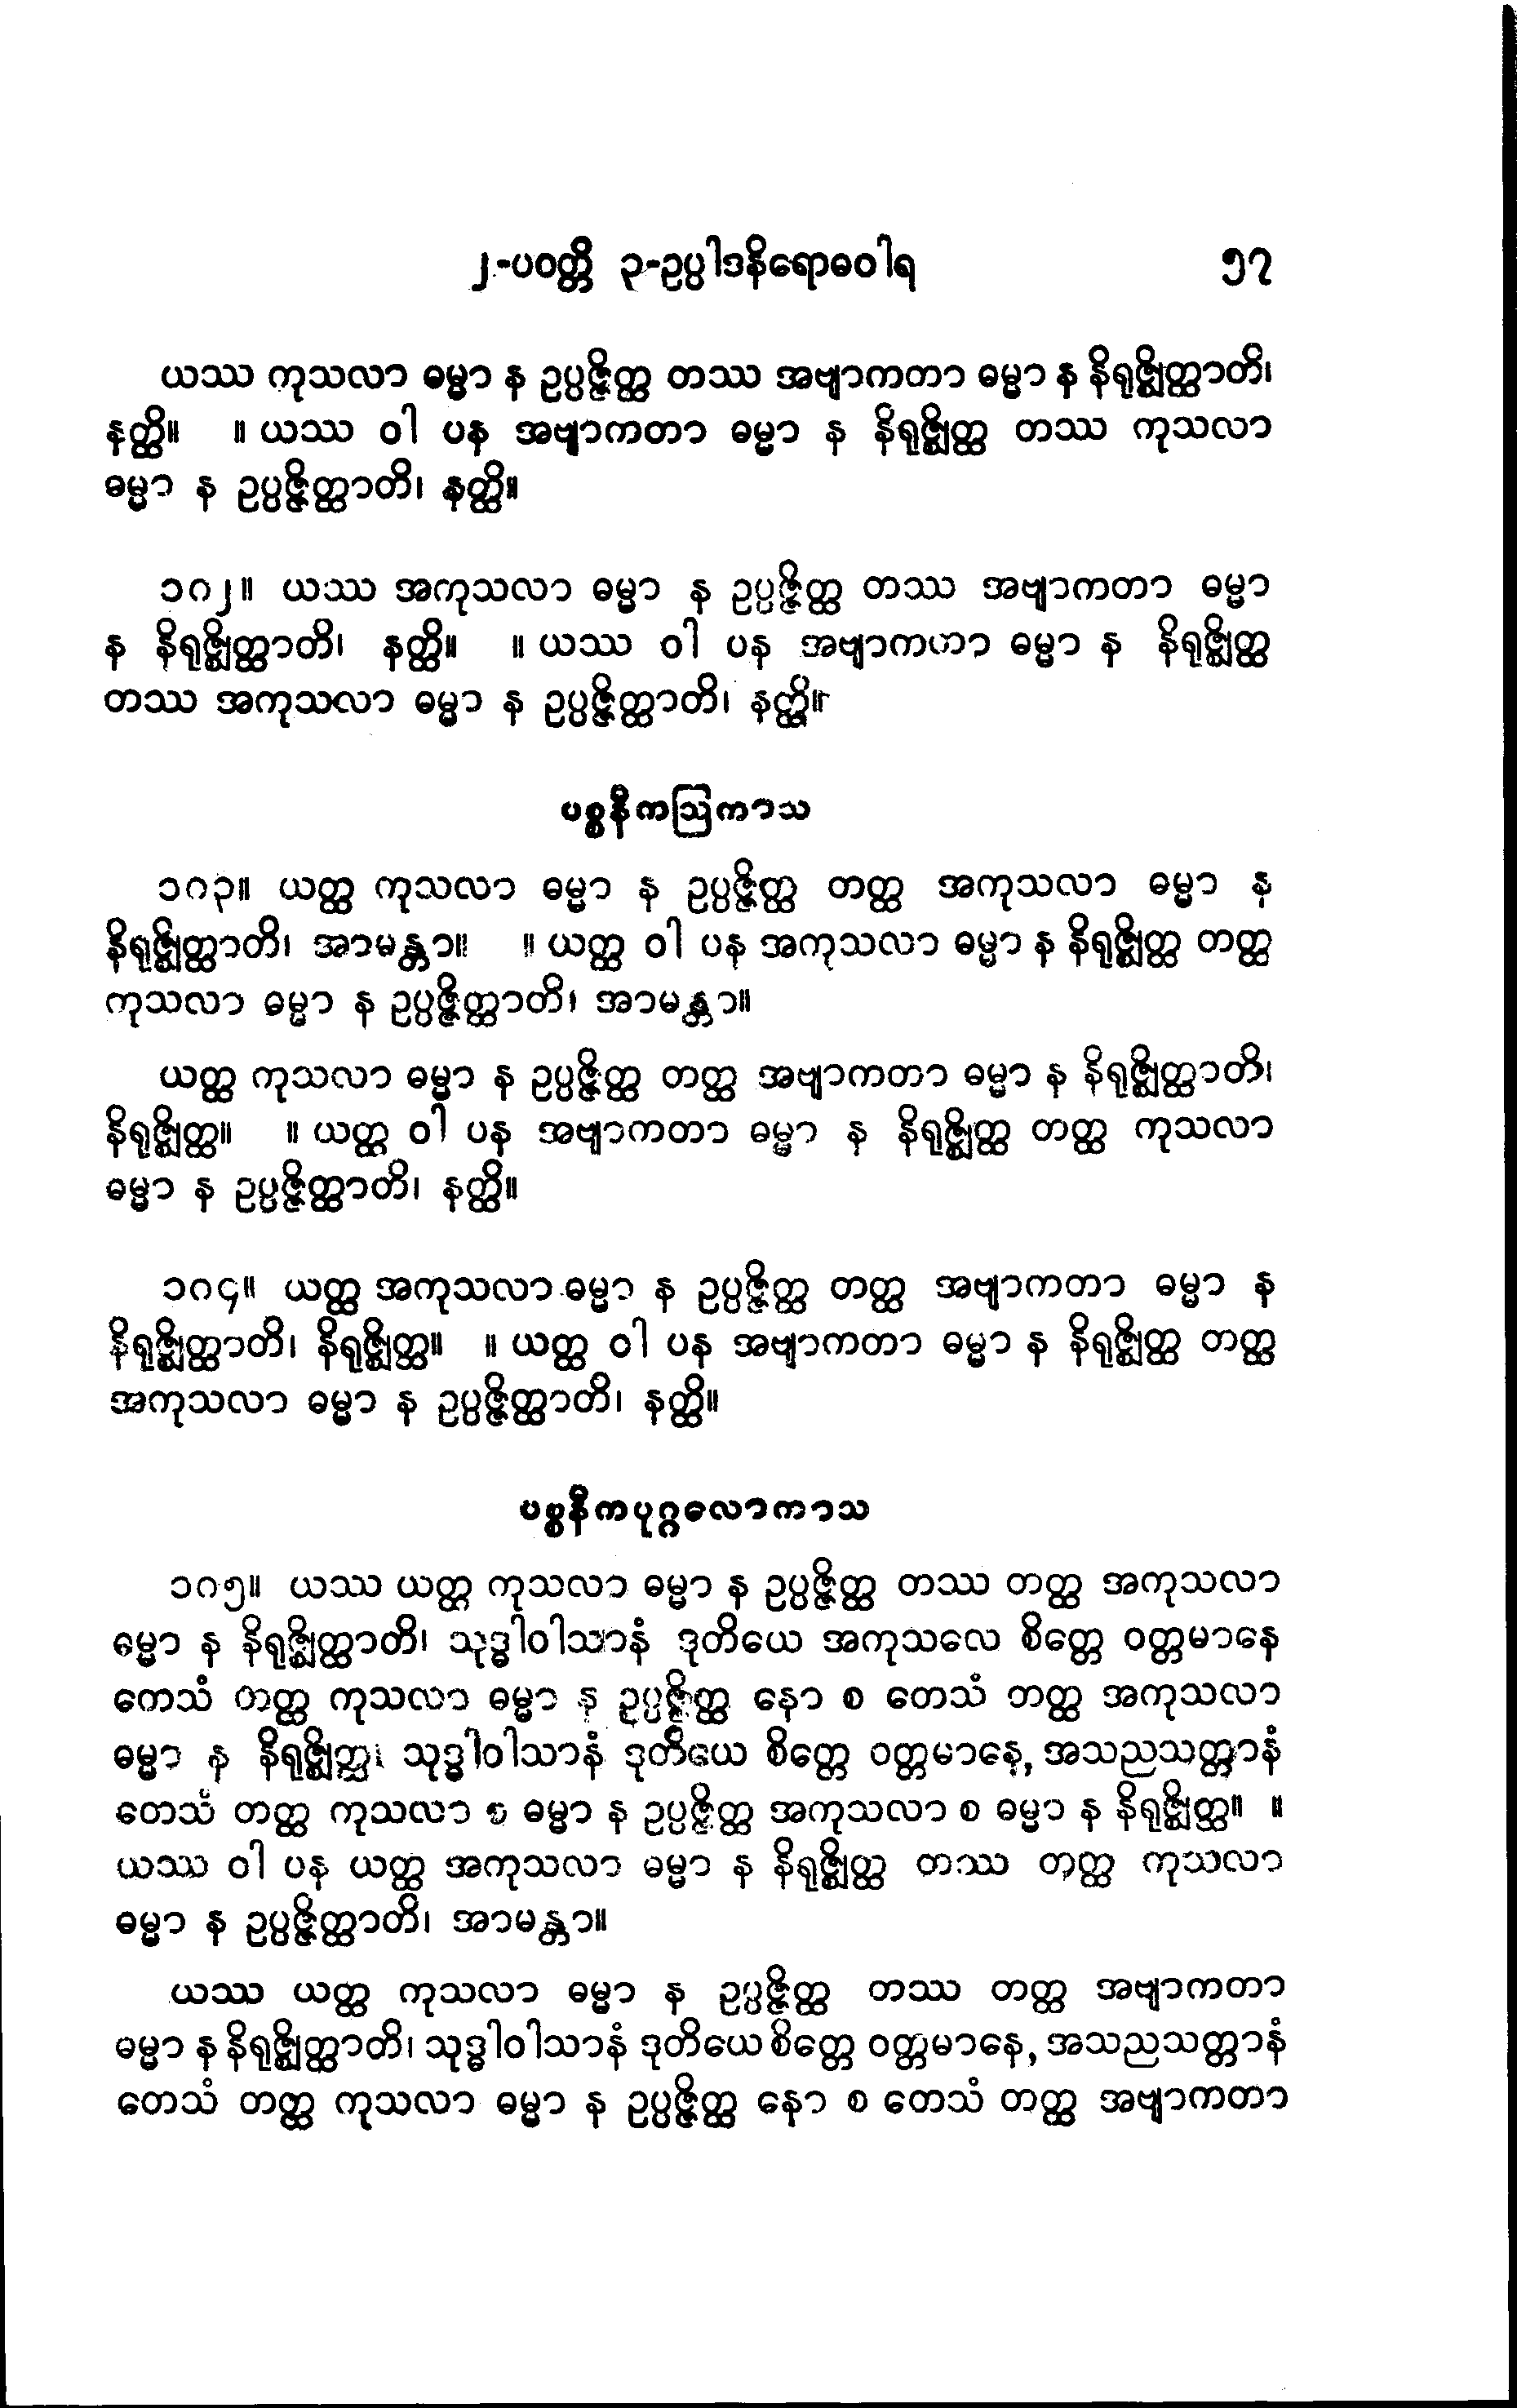 ၂-ပဝတ္တိ ၃-ဥပ္ပါဒနိရောဓဝါရ ၅၇
ယဿ ကုသလာ ဓမ္မာ န ဥပ္ပဇ္ဇိတ္ထ တဿ အဗျာကတာ ဓမ္မာ န နိရုဇ္ဈိတ္ထာတိ၊
နတ္ထိ။ ။ ယဿ ဝါ ပန အဗျာကတာ ဓမ္မာ န နိရုဇ္ဈိတ္ထ တဿ ကုသလာ
ဓမ္မာ န ဥပ္ပဇ္ဇိတ္ထာတိ၊ နတ္ထိ။
၁၀၂။ ယဿ အကုသလာ ဓမ္မာ န ဥပ္ပဇ္ဇိတ္ထ တဿ အဗျာကတာ ဓမ္မာ
န နိရုဇ္ဈိတ္ထာတိ၊ နတ္ထိ။ ။ ယဿ ဝါ ပန အဗျာကတာ ဓမ္မာ န နိရုဇ္ဈိတ္ထ
တဿ အကုသလာ ဓမ္မာ န ဥပ္ပဇ္ဇိတ္ထာတိ၊ နတ္ထိ။
ပစ္စနီကဩကာသ
၁၀၃။ ယတ္ထ ကုသလာ ဓမ္မာ န ဥပ္ပဇ္ဇိတ္ထ တတ္ထ အကုသလာ ဓမ္မာ န
နိရုဇ္ဈိတ္ထာတိ၊ အာမန္တာ။ ။ ယတ္ထ ဝါ ပန အကုသလာ ဓမ္မာ န နိရုဇ္ဈိတ္ထ တတ္ထ
ကုသလာ ဓမ္မာ န ဥပ္ပဇ္ဇိတ္ထာတိ၊ အာမန္တာ။
ယတ္ထ ကုသလာ ဓမ္မာ န ဥပ္ပဇ္ဇိတ္ထ တတ္ထ အဗျာကတာ ဓမ္မာ န နိရုဇ္ဈိတ္ထာတိ၊
နိရုဇ္ဈိတ္ထ။ ။ ယတ္ထ ဝါ ပန အဗျာကတာ ဓမ္မာ န နိရုဇ္ဈိတ္ထ တတ္ထ ကုသလာ
ဓမ္မာ န ဥပ္ပဇ္ဇိတ္ထာတိ၊ နတ္ထိ။
၁၀၄။ ယတ္ထ အကုသလာ ဓမ္မာ န ဥပ္ပဇ္ဇိတ္ထ တတ္ထ အဗျာကတာ ဓမ္မာ န
နိရုဇ္ဈိတ္ထာတိ၊ နိရုဇ္ဈိတ္ထ။ ။ ယတ္ထ ဝါ ပန အဗျာကတာ ဓမ္မာ န နိရုဇ္ဈိတ္ထ တတ္ထ
အကုသလာ ဓမ္မာ န ဥပ္ပဇ္ဇိတ္ထာတိ၊ နတ္ထိ။
ပစ္စနီကပုဂ္ဂလောကာသ
၁၀၅။ ယဿ ယတ္ထ ကုသလာ ဓမ္မာ န ဥပ္ပဇ္ဇိတ္ထ တဿ တတ္ထ အကုသလာ
ဓမ္မာ န နိရုဇ္ဈိတ္ထာတိ၊ သုဒ္ဓါဝါသာနံ ဒုတိယေ အကုသလေ စိတ္တေ ဝတ္တမာနေ
တေသံ တတ္ထ ကုသလာ ဓမ္မာ န ဥပ္ပဇ္ဇိတ္ထ နော စ တေသံ တတ္ထ အကုသလာ
ဓမ္မာ န နိရုဇ္ဈိတ္ထ၊ သုဒ္ဓါဝါသာနံ ဒုတိယေ စိတ္တေ ဝတ္တမာနေ, အသညသတ္တာနံ
တေသံ တတ္ထ ကုသလာ စ ဓမ္မာ န ဥပ္ပဇ္ဇိတ္ထ အကုသလာ စ ဓမ္မာ န နိရုဇ္ဈိတ္ထ။ ။
ယဿ ဝါ ပန ယတ္ထ အကုသလာ ဓမ္မာ န နိရုဇ္ဈိတ္ထ တဿ တတ္ထ ကုသလာ
ဓမ္မာ န ဥပ္ပဇ္ဇိတ္ထာတိ၊ အာမန္တာ။
ယဿ ယတ္ထ ကုသလာ ဓမ္မာ န ဥပ္ပဇ္ဇိတ္ထ တဿ တတ္ထ အဗျာကတာ
ဓမ္မာ န နိရုဇ္ဈိတ္ထာတိ၊ သုဒ္ဓါဝါသာနံ ဒုတိယေ စိတ္တေ ဝတ္တမာနေ, အသညသတ္တာနံ
တေသံ တတ္ထ ကုသလာ ဓမ္မာ န ဥပ္ပဇ္ဇိတ္ထ နော စ တေသံ တတ္ထ အဗျာကတာ